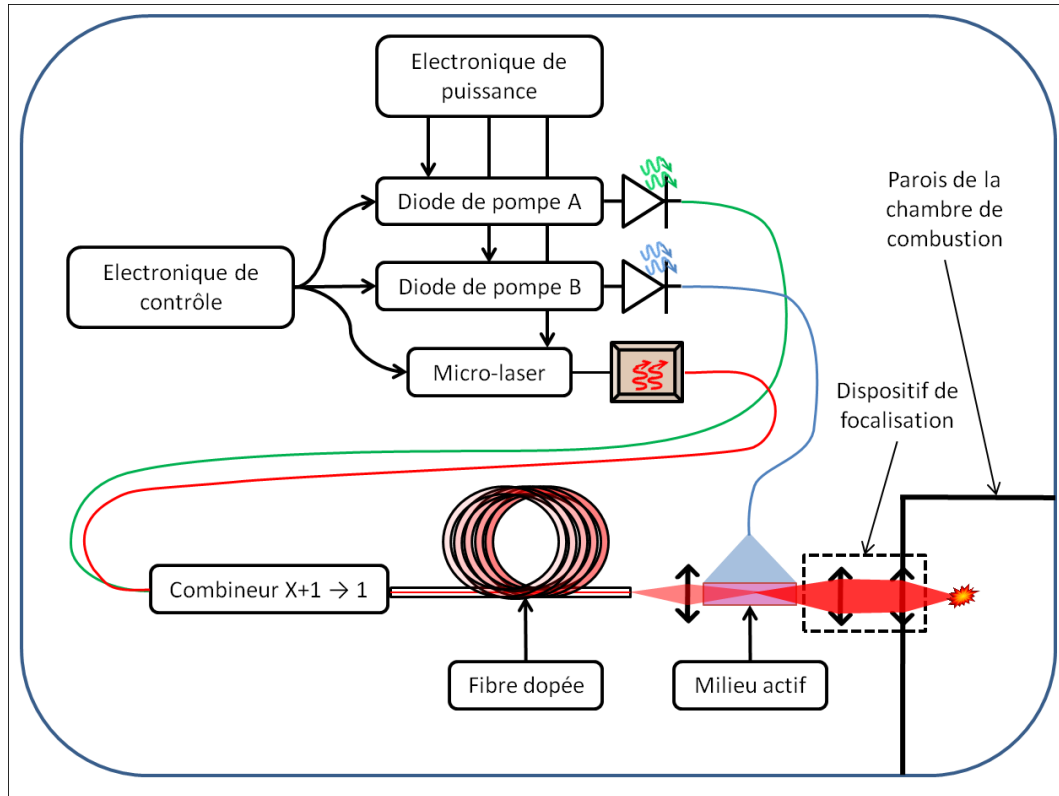 Electronique de
puissance
Parois de la
chambre de
combustion
Diode de pompe A
Electronique de
contrôle
Diode de pompe B
Micro-laser
Dispositif de
focalisation
Combineur X+1 → 1
Fibre dopée
Milieu actif